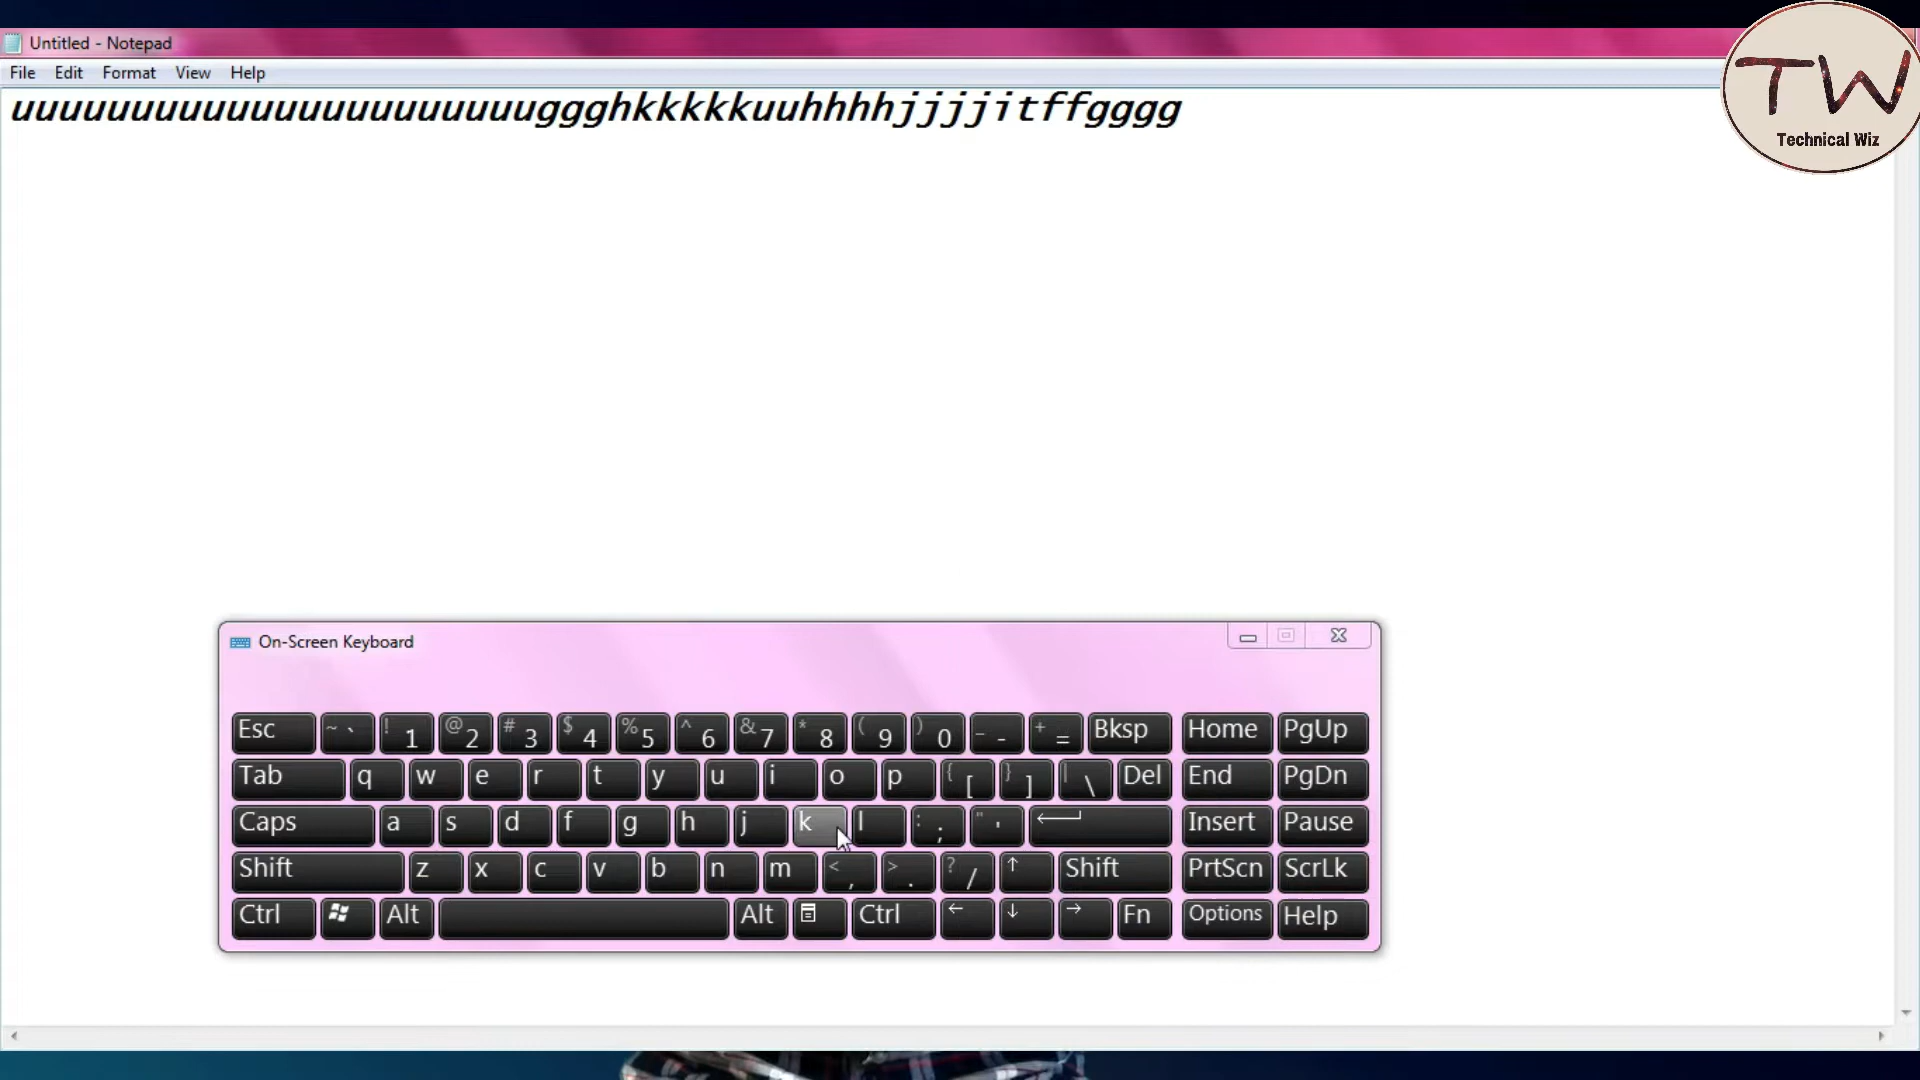 Untitled - Notepad
File Edit Format View Help
uuuuuuuuuuuuuuuuuuuuuuggghkkkkkuuhhhhjjjjitffgggg
TW
Technical Wiz
On-Screen Keyboard
Esc ~ ` ! 1 @ 2 # 3 $ 4 % 5 ^ 6 & 7 * 8 ( 9 ) 0 _ - + = Bksp Home PgUp
Tab q w e r t y u i o p { [ } ] | \ Del End PgDn
Caps a s d f g h j k l : ; " ' Insert Pause
Shift z x c v b n m < , > . ? / ↑ Shift PrtScn ScrLk
Ctrl Alt Alt Ctrl ← ↓ → Fn Options Help